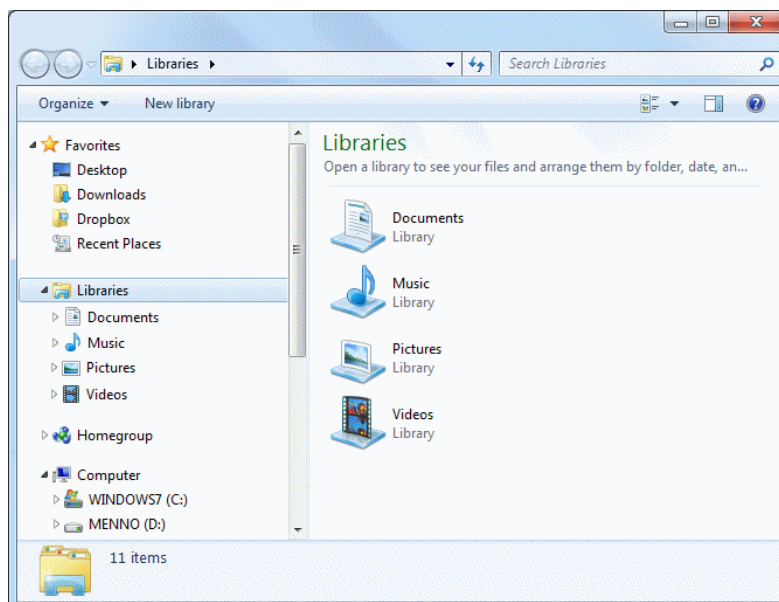 Libraries
Search Libraries
Organize
New library
Favorites
Desktop
Downloads
Dropbox
Recent Places
Libraries
Documents
Music
Pictures
Videos
Homegroup
Computer
WINDOWS7 (C:)
MENNO (D:)
Libraries
Open a library to see your files and arrange them by folder, date, an...
Documents
Library
Music
Library
Pictures
Library
Videos
Library
11 items